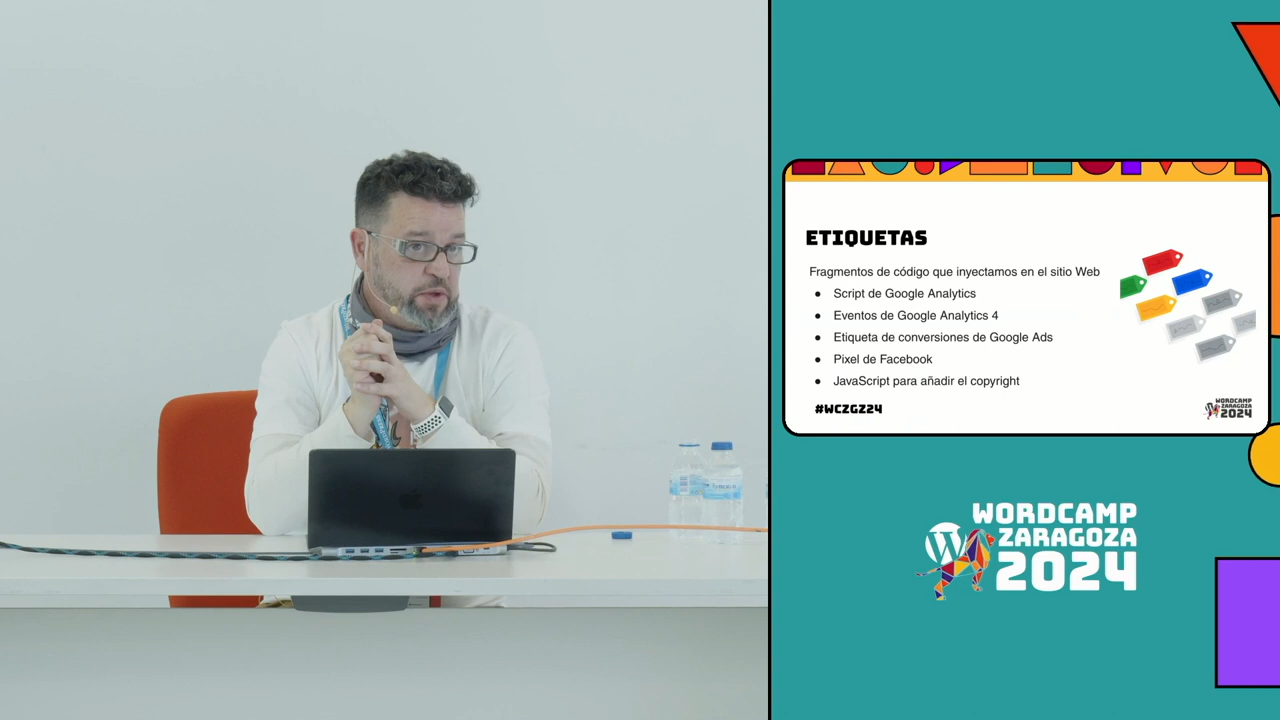 ETIQUETAS
Fragmentos de código que inyectamos en el sitio Web
● Script de Google Analytics
● Eventos de Google Analytics 4
● Etiqueta de conversiones de Google Ads
● Pixel de Facebook
● JavaScript para añadir el copyright
#WCZGZ24
WORDCAMP
ZARAGOZA
2024
WORDCAMP
ZARAGOZA
2024